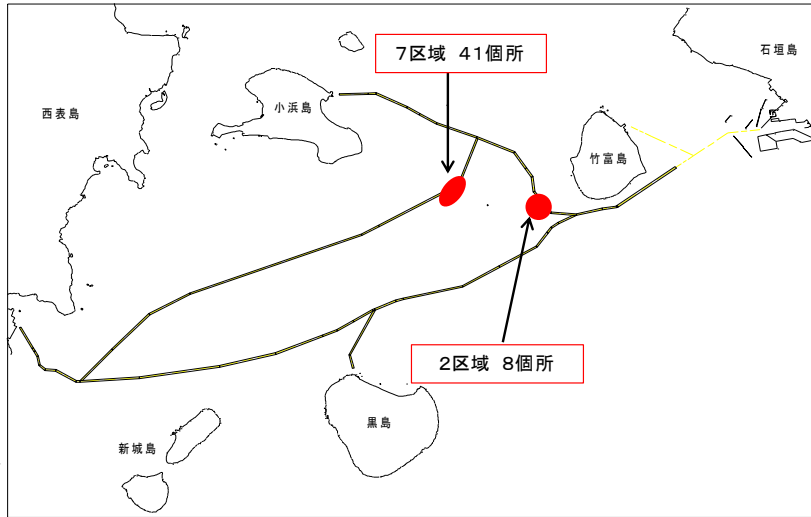 7区域 41個所
石垣島
西表島
小浜島
竹富島
2区域 8個所
黒島
新城島